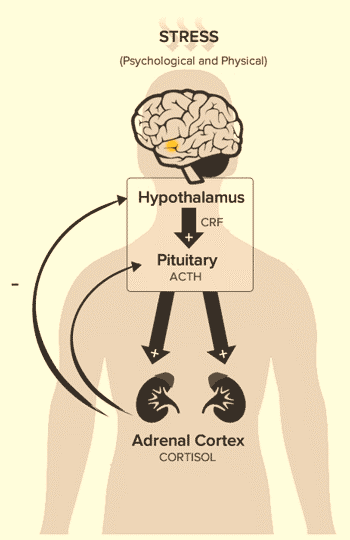 STRESS
(Psychological and Physical)
Hypothalamus
CRF
+
Pituitary
ACTH
-
+ +
Adrenal Cortex
CORTISOL